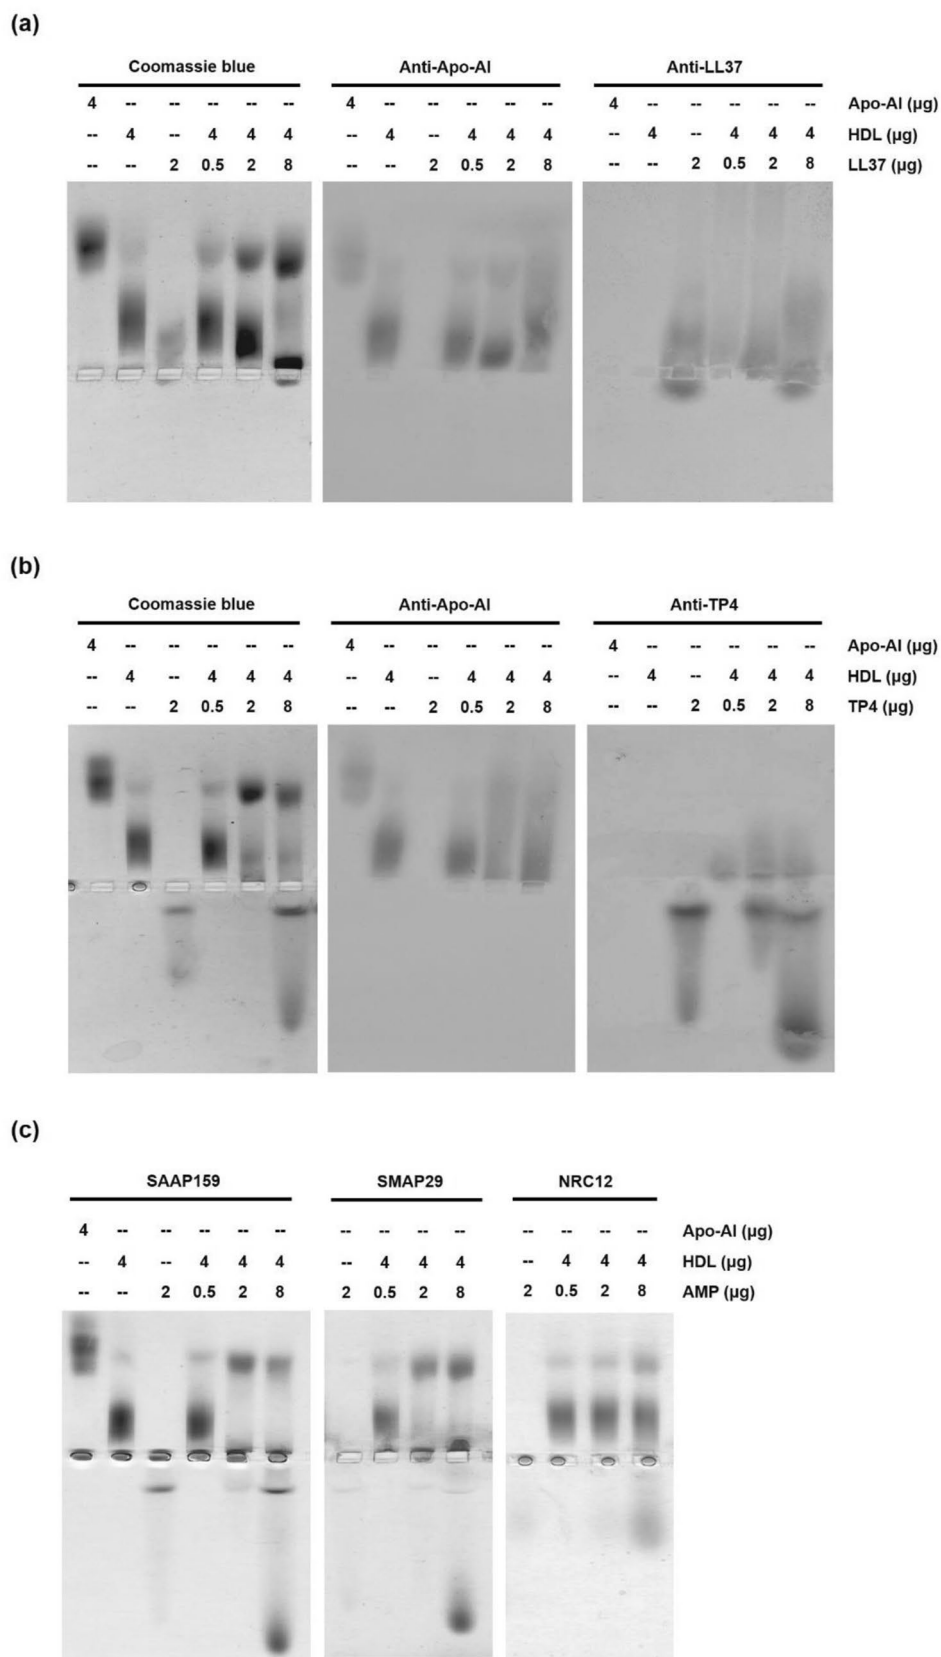 (a)
Coomassie blue Anti-Apo-AI Anti-LL37
4 -- -- -- -- -- 4 -- -- -- -- -- 4 -- -- -- -- -- Apo-AI (µg)
-- 4 -- 4 4 4 -- 4 -- 4 4 4 -- 4 -- 4 4 4 HDL (µg)
-- -- 2 0.5 2 8 -- -- 2 0.5 2 8 -- -- 2 0.5 2 8 LL37 (µg)
(b)
Coomassie blue Anti-Apo-AI Anti-TP4
4 -- -- -- -- -- 4 -- -- -- -- -- 4 -- -- -- -- -- Apo-AI (µg)
-- 4 -- 4 4 4 -- 4 -- 4 4 4 -- 4 -- 4 4 4 HDL (µg)
-- -- 2 0.5 2 8 -- -- 2 0.5 2 8 -- -- 2 0.5 2 8 TP4 (µg)
(c)
SAAP159 SMAP29 NRC12
4 -- -- -- -- -- -- -- -- -- -- -- -- -- Apo-AI (µg)
-- 4 -- 4 4 4 -- 4 4 4 -- 4 4 4 HDL (µg)
-- -- 2 0.5 2 8 2 0.5 2 8 2 0.5 2 8 AMP (µg)